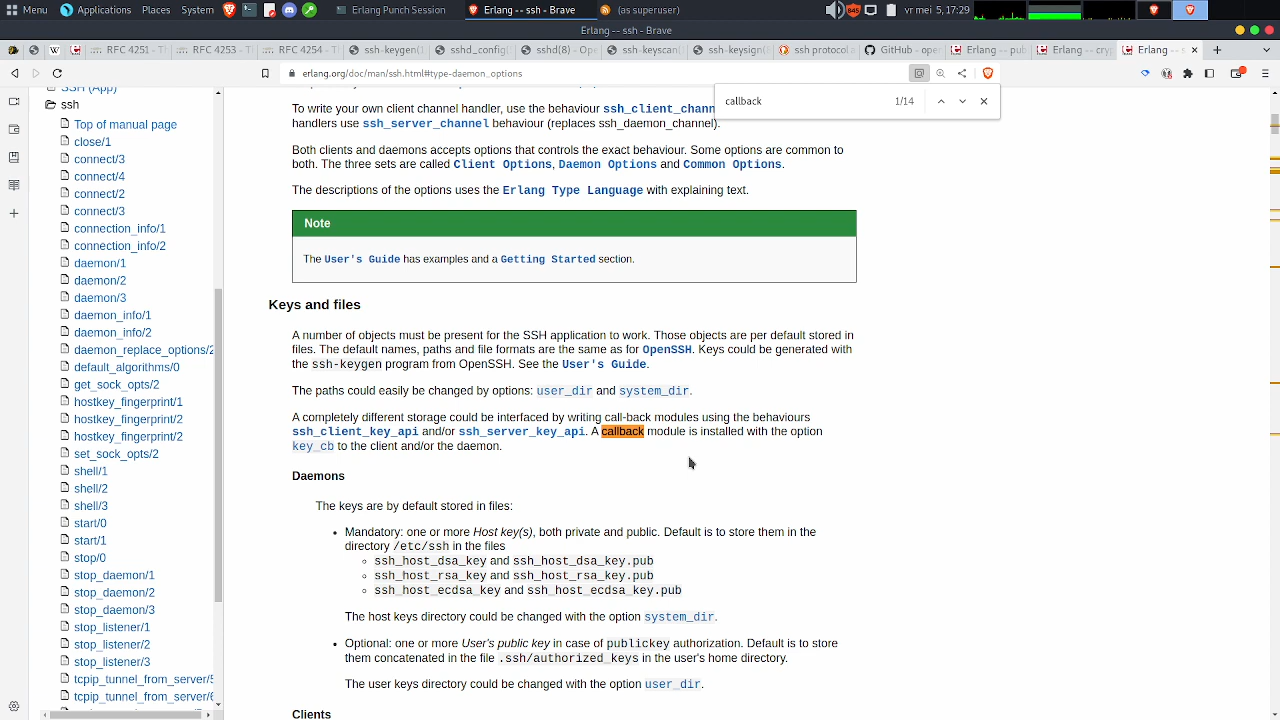 Menu
Applications
Places
System
Erlang Punch Session
Erlang -- ssh - Brave
(as superuser)
845
vr mei 5, 17:29
Erlang -- ssh - Brave
RFC 4251 -
RFC 4253 -
RFC 4254 -
ssh-keygen(
sshd_config
sshd(8) - Ope
ssh-keyscan(
ssh-keysign(
ssh protocol
GitHub - oper
Erlang -- pub
Erlang -- cry
Erlang -- s
erlang.org/doc/man/ssh.html#type-daemon_options
callback
1/14
SSH (App)
ssh
Top of manual page
close/1
connect/3
connect/4
connect/2
connect/3
connection_info/1
connection_info/2
daemon/1
daemon/2
daemon/3
daemon_info/1
daemon_info/2
daemon_replace_options/2
default_algorithms/0
get_sock_opts/2
hostkey_fingerprint/1
hostkey_fingerprint/2
hostkey_fingerprint/2
set_sock_opts/2
shell/1
shell/2
shell/3
start/0
start/1
stop/0
stop_daemon/1
stop_daemon/2
stop_daemon/3
stop_listener/1
stop_listener/2
stop_listener/3
tcpip_tunnel_from_server/5
tcpip_tunnel_from_server/6
To write your own client channel handler, use the behaviour ssh_client_chann
handlers use ssh_server_channel behaviour (replaces ssh_daemon_channel).
Both clients and daemons accepts options that controls the exact behaviour. Some options are common to
both. The three sets are called Client Options, Daemon Options and Common Options.
The descriptions of the options uses the Erlang Type Language with explaining text.
Note
The User's Guide has examples and a Getting Started section.
Keys and files
A number of objects must be present for the SSH application to work. Those objects are per default stored in
files. The default names, paths and file formats are the same as for OpenSSH. Keys could be generated with
the ssh-keygen program from OpenSSH. See the User's Guide.
The paths could easily be changed by options: user_dir and system_dir.
A completely different storage could be interfaced by writing call-back modules using the behaviours
ssh_client_key_api and/or ssh_server_key_api. A callback module is installed with the option
key_cb to the client and/or the daemon.
Daemons
The keys are by default stored in files:
• Mandatory: one or more Host key(s), both private and public. Default is to store them in the
directory /etc/ssh in the files
◦ ssh_host_dsa_key and ssh_host_dsa_key.pub
◦ ssh_host_rsa_key and ssh_host_rsa_key.pub
◦ ssh_host_ecdsa_key and ssh_host_ecdsa_key.pub
The host keys directory could be changed with the option system_dir.
• Optional: one or more User's public key in case of publickey authorization. Default is to store
them concatenated in the file .ssh/authorized_keys in the user's home directory.
The user keys directory could be changed with the option user_dir.
Clients